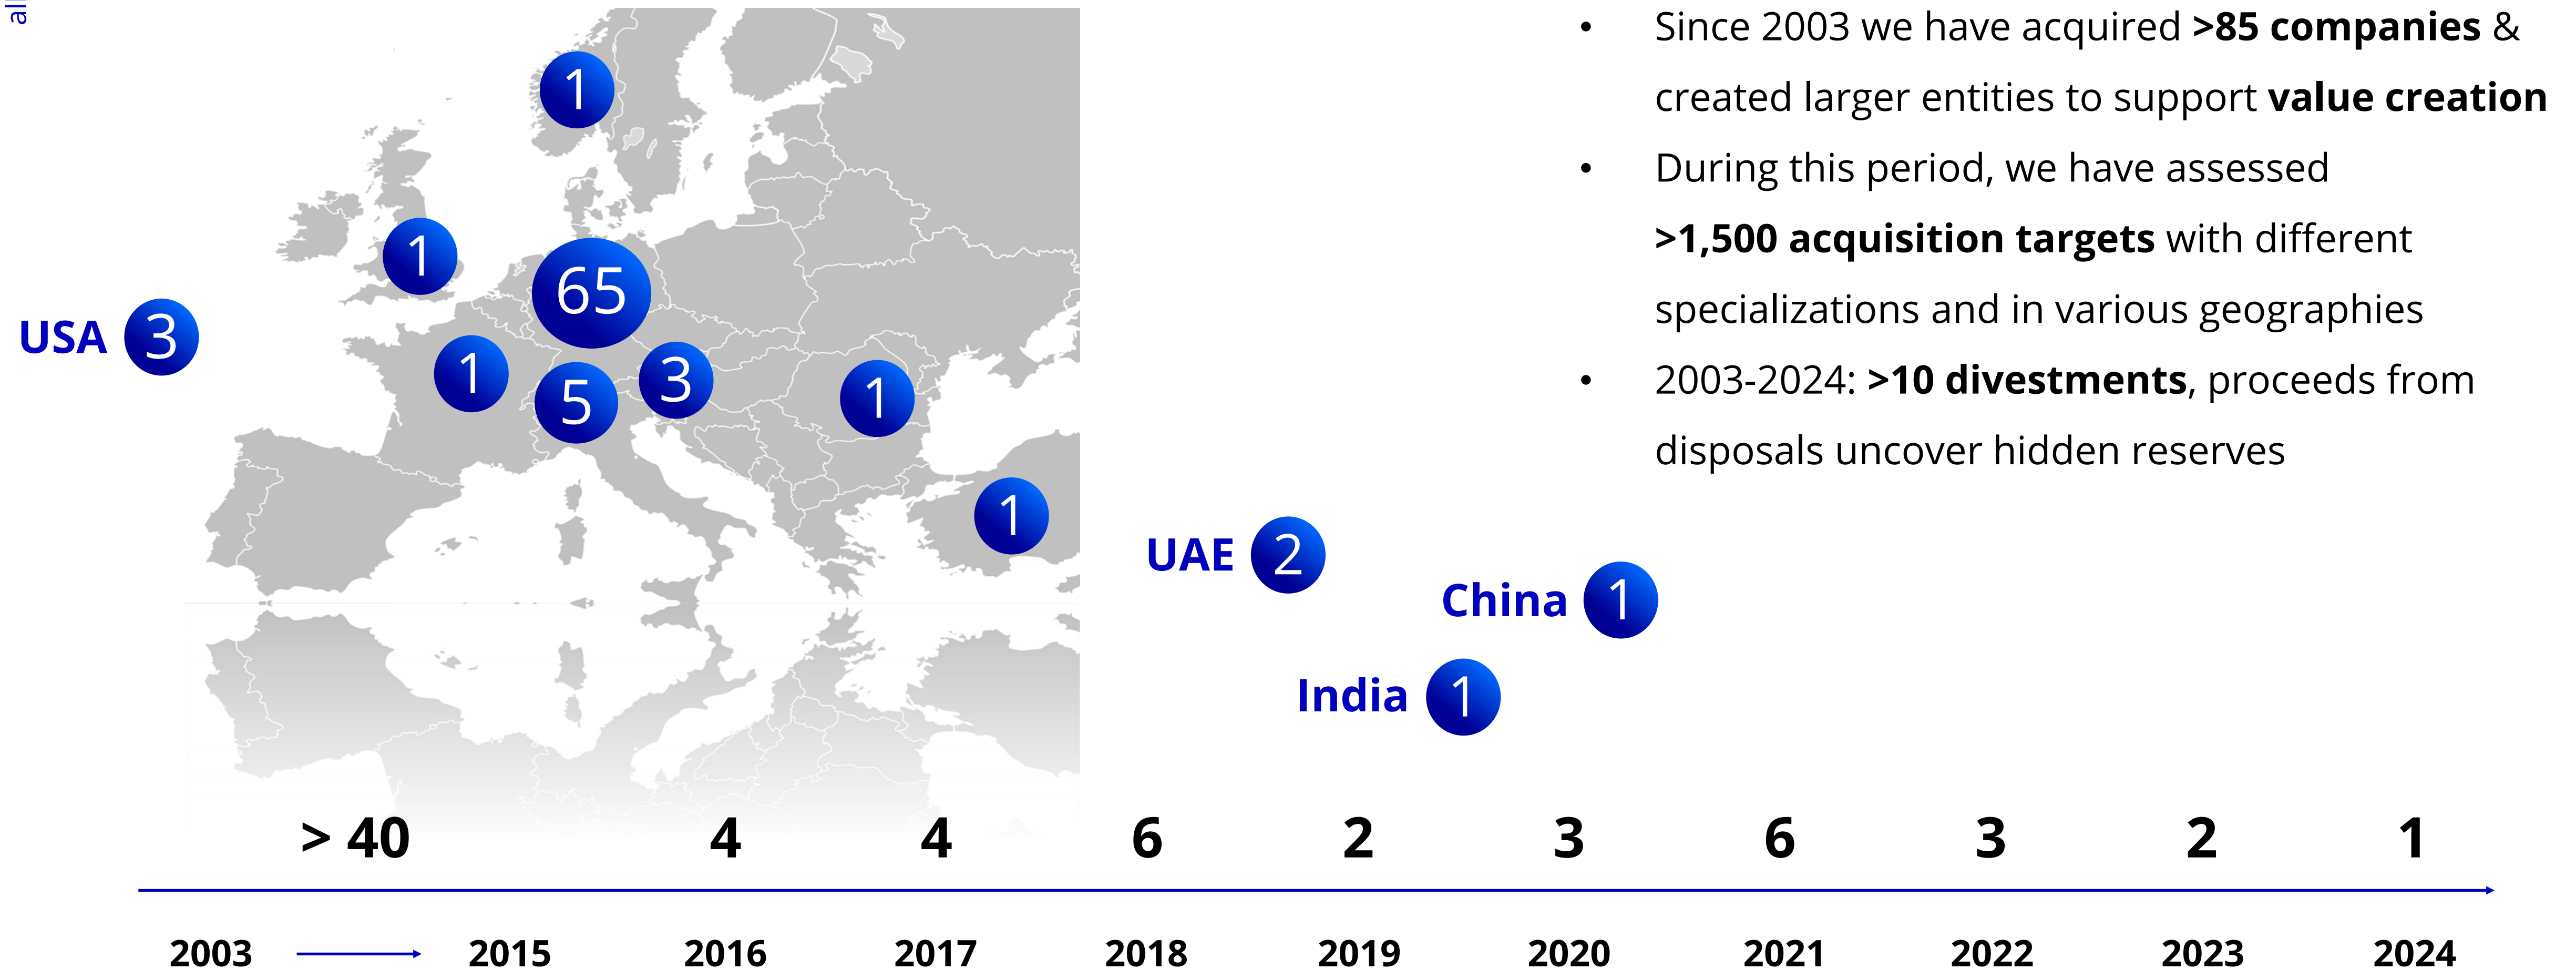 all
• Since 2003 we have acquired >85 companies &
created larger entities to support value creation
• During this period, we have assessed
>1,500 acquisition targets with different
specializations and in various geographies
• 2003-2024: >10 divestments, proceeds from
disposals uncover hidden reserves
1
1
65
USA 3
1
5
3
1
1
UAE 2
China 1
India 1
> 40 4 4 6 2 3 6 3 2 1
2003 2015 2016 2017 2018 2019 2020 2021 2022 2023 2024